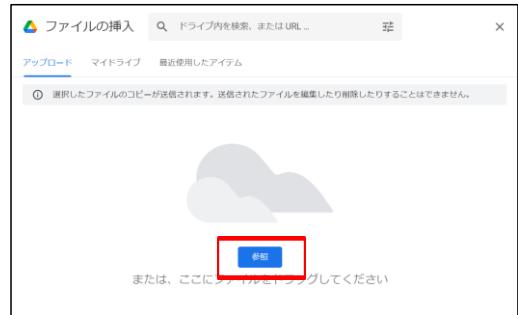 ファイルの挿入
ドライブ内を検索、または URL ...
アップロード マイドライブ 最近使用したアイテム
選択したファイルのコピーが送信されます。送信されたファイルを編集したり削除したりすることはできません。
参照
または、ここにファイルをドラッグしてください